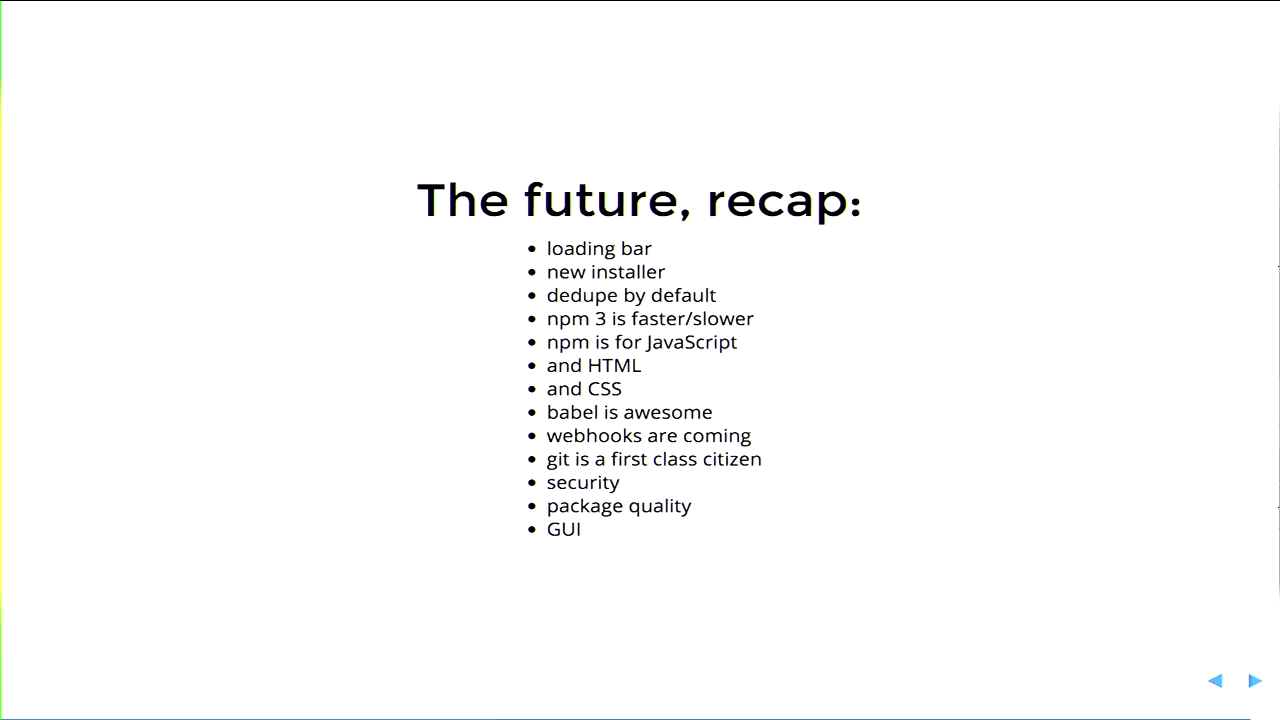 The future, recap:
loading bar
new installer
dedupe by default
npm 3 is faster/slower
npm is for JavaScript
and HTML
and CSS
babel is awesome
webhooks are coming
git is a first class citizen
security
package quality
GUI